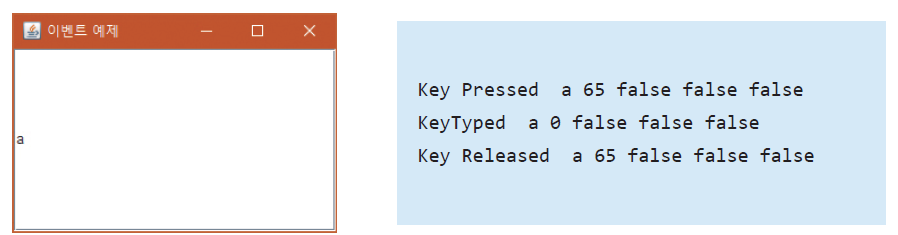 이벤트 예제
a
Key Pressed  a 65 false false false
KeyTyped  a 0 false false false
Key Released  a 65 false false false